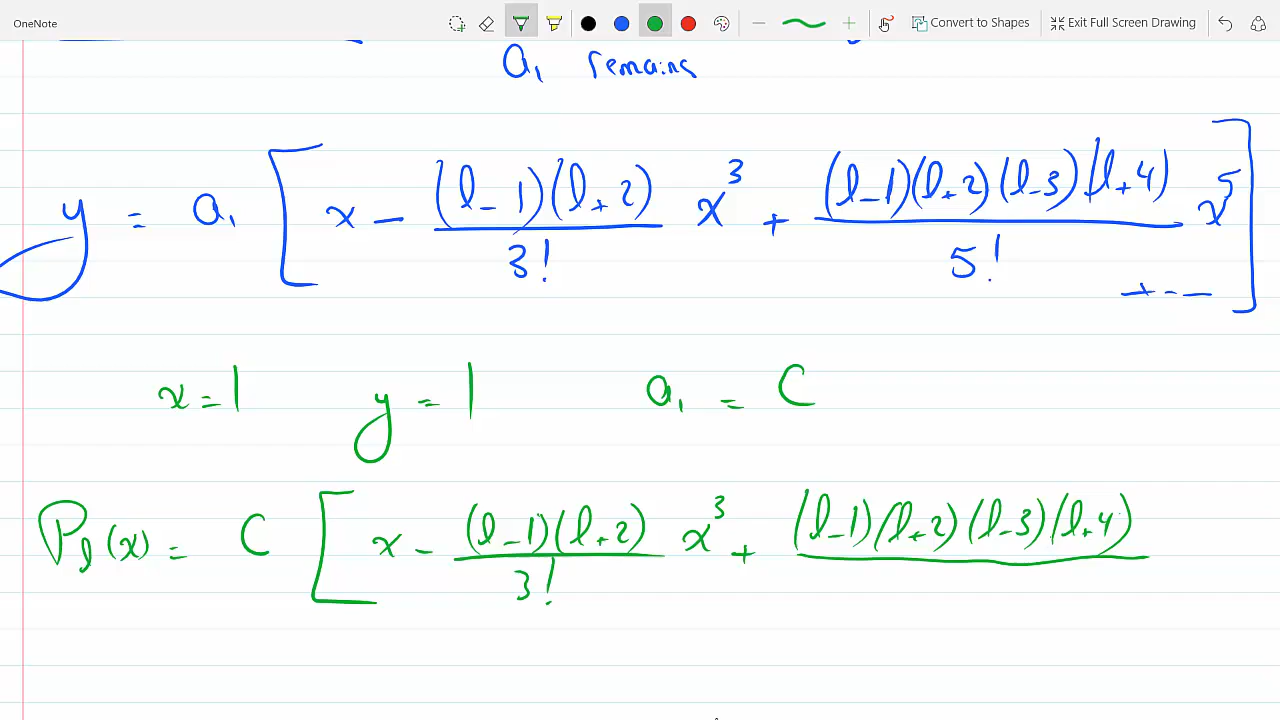 OneNote
Convert to Shapes
Exit Full Screen Drawing
a₁ remains
y = a₁ [ x - (l-1)(l+2)/3! x³ + (l-1)(l+2)(l-3)(l+4)/5! x⁵ + -- ]
x = 1 y = 1 a₁ = C
Pₗ(x) = C [ x - (l-1)(l+2)/3! x³ + (l-1)(l+2)(l-3)(l+4)/